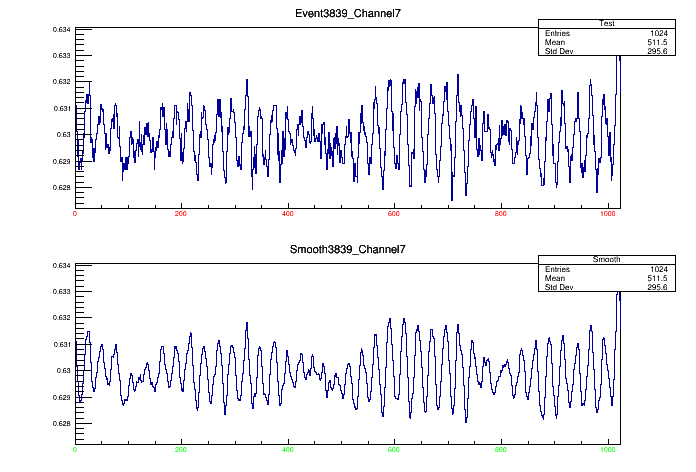 Event3839_Channel7
Test
Entries 1024
Mean 511.5
Std Dev 295.6
0.634
0.633
0.632
0.631
0.63
0.629
0.628
0 200 400 600 800 1000
Smooth3839_Channel7
Smooth
Entries 1024
Mean 511.5
Std Dev 295.6
0.634
0.633
0.632
0.631
0.63
0.629
0.628
0 200 400 600 800 1000